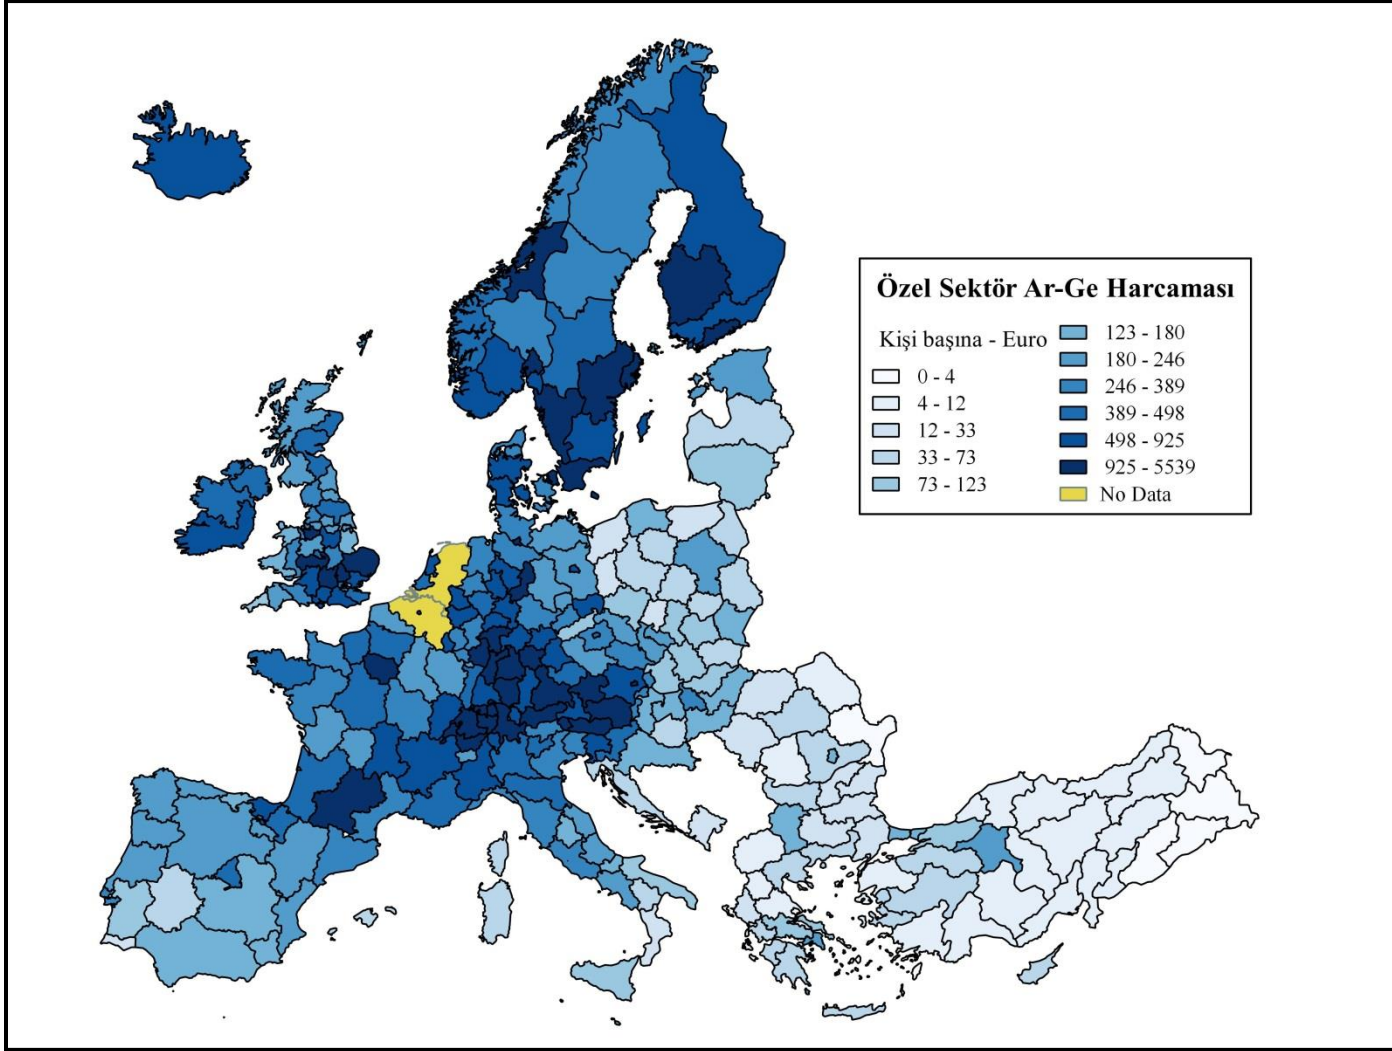 Özel Sektör Ar-Ge Harcaması
Kişi başına - Euro
0 - 4
4 - 12
12 - 33
33 - 73
73 - 123
123 - 180
180 - 246
246 - 389
389 - 498
498 - 925
925 - 5539
No Data